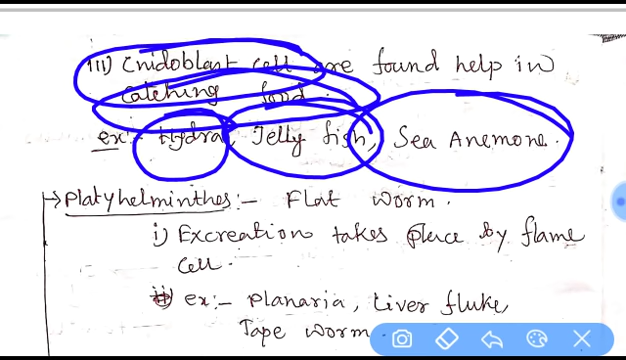 iii) Cnidoblast cell are found help in
catching food.
ex:- Hydra, Jelly fish, Sea Anemone.
→ Platyhelminthes:- Flat worm.
i) Excreation takes place by flame
cell.
ii) ex:- Planaria, Liver fluke,
Tape worm